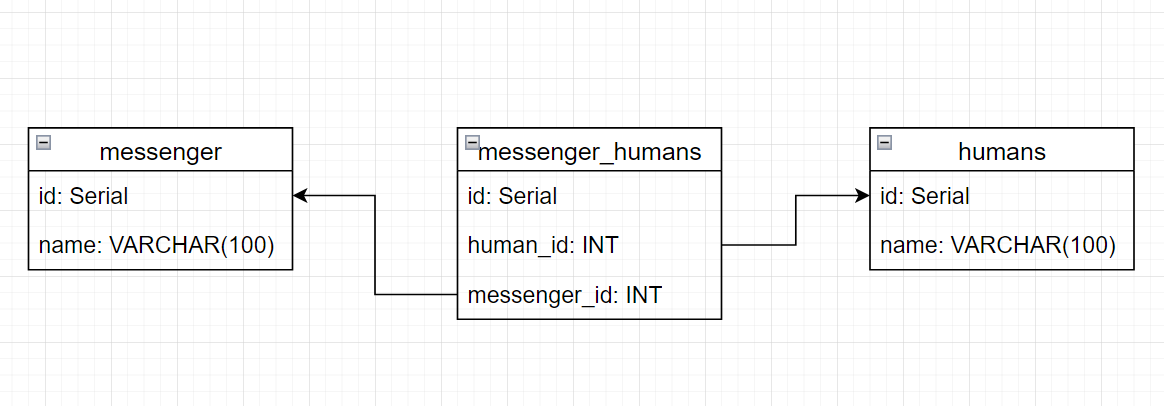 messenger
id: Serial
name: VARCHAR(100)
messenger_humans
id: Serial
human_id: INT
messenger_id: INT
humans
id: Serial
name: VARCHAR(100)